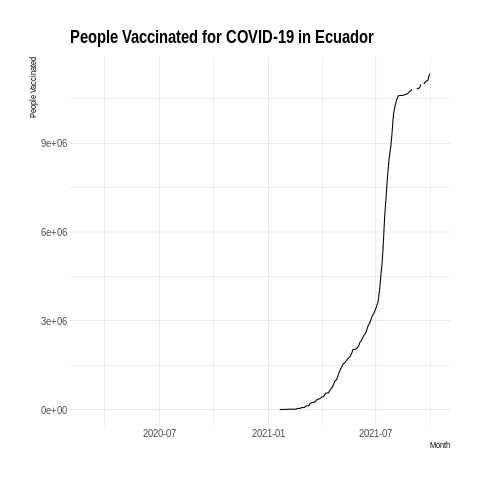 People Vaccinated for COVID-19 in Ecuador
People Vaccinated
9e+06
6e+06
3e+06
0e+00
2020-07 2021-01 2021-07
Month